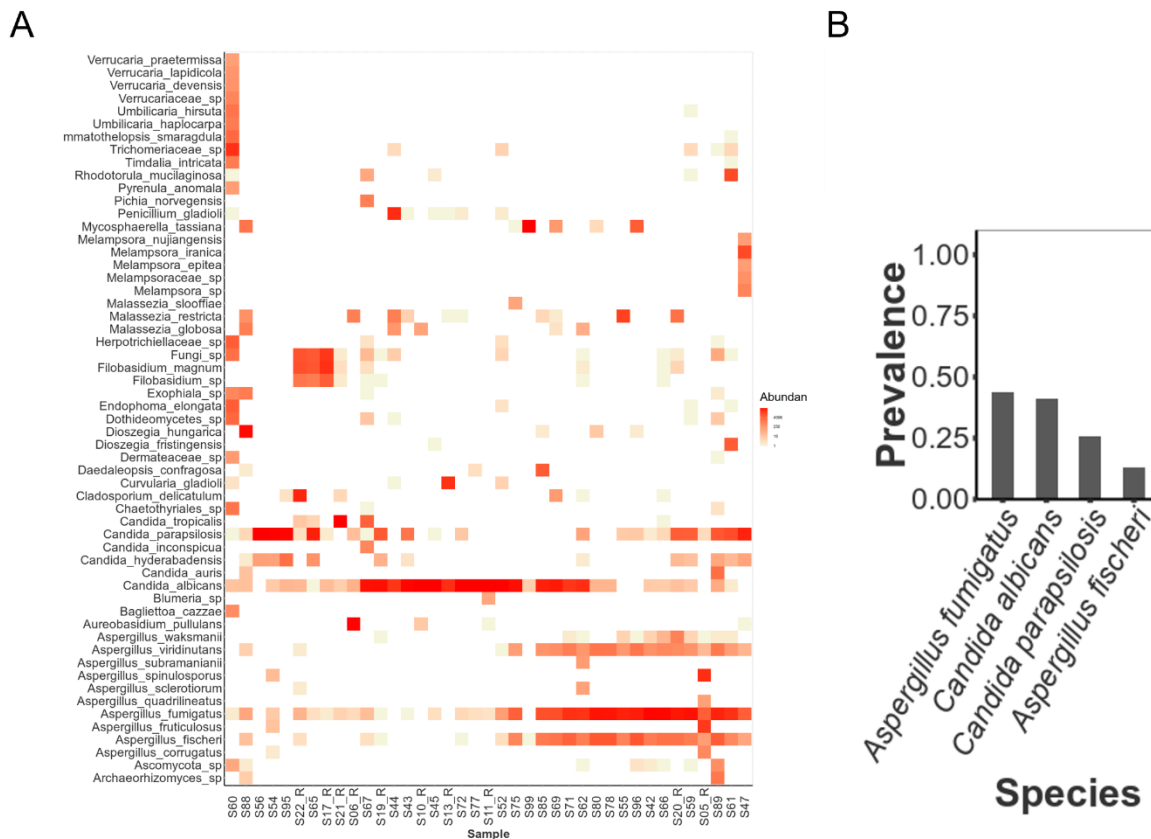 A
B
Verrucaria_praetermissa
Verrucaria_lapidicola
Verrucaria_devensis
Verrucariaceae_sp
Umbilicaria_hirsuta
Umbilicaria_haplocarpa
mmatothelopsis_smaragdula
Trichomeriaceae_sp
Timdalia_intricata
Rhodotorula_mucilaginosa
Pyrenula_anomala
Pichia_norvegensis
Penicillium_gladioli
Mycosphaerella_tassiana
Melampsora_nujiangensis
Melampsora_iranica
Melampsora_epitea
Melampsoraceae_sp
Melampsora_sp
Malassezia_slooffiae
Malassezia_restricta
Malassezia_globosa
Herpotrichiellaceae_sp
Fungi_sp
Filobasidium_magnum
Filobasidium_sp
Exophiala_sp
Endophoma_elongata
Dothideomycetes_sp
Dioszegia_hungarica
Dioszegia_fristingensis
Dermateaceae_sp
Daedaleopsis_confragosa
Curvularia_gladioli
Cladosporium_delicatulum
Chaetothyriales_sp
Candida_tropicalis
Candida_parapsilosis
Candida_inconspicua
Candida_hyderabadensis
Candida_auris
Candida_albicans
Blumeria_sp
Bagliettoa_cazzae
Aureobasidium_pullulans
Aspergillus_waksmanii
Aspergillus_viridinutans
Aspergillus_subramanianii
Aspergillus_spinulosporus
Aspergillus_sclerotiorum
Aspergillus_quadrilineatus
Aspergillus_fumigatus
Aspergillus_fruticulosus
Aspergillus_fischeri
Aspergillus_corrugatus
Ascomycota_sp
Archaeorhizomyces_sp
S60 S88 S56 S54 S95 S22_R S65 S17_R S21_R S06_R S67 S19_R S44 S43 S10_R S45 S13_R S72 S77 S11_R S52 S75 S99 S85 S69 S71 S62 S80 S78 S55 S96 S42 S66 S20_R S59 S05_R S89 S61 S47
Sample
Abundan
Prevalence
1.00
0.75
0.50
0.25
0.00
Aspergillus fumigatus
Candida albicans
Candida parapsilosis
Aspergillus fischeri
Species